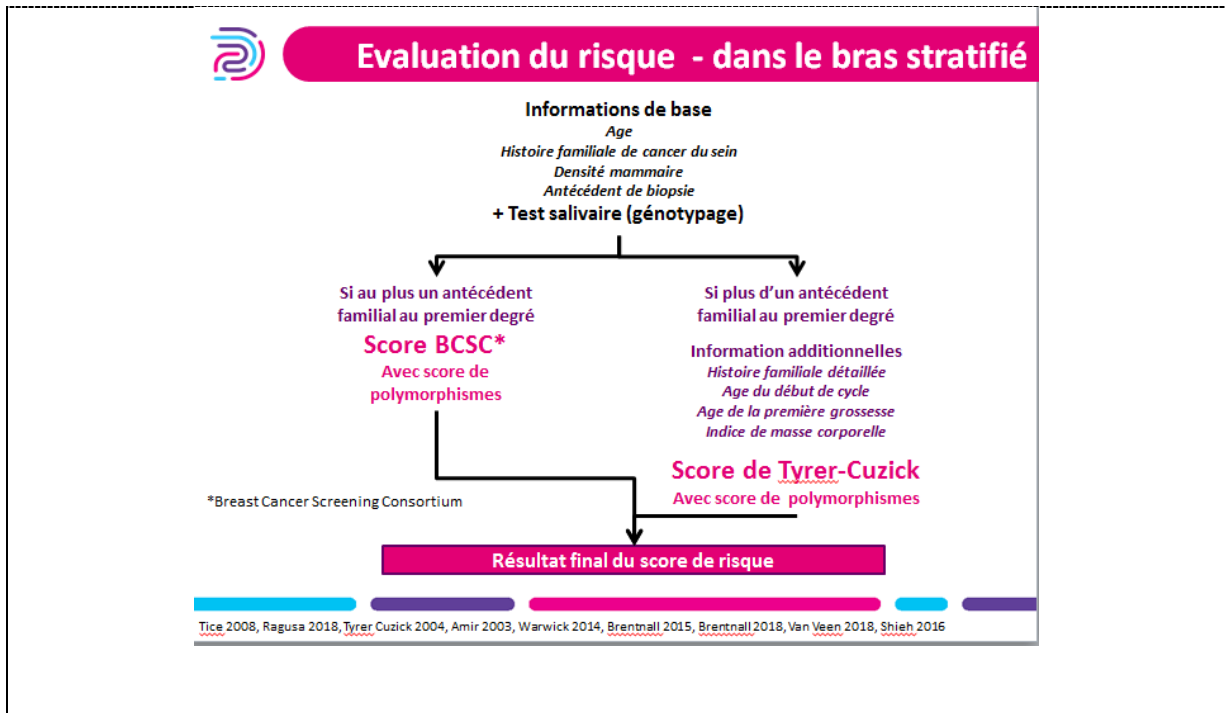 Evaluation du risque - dans le bras stratifié
Informations de base
Age
Histoire familiale de cancer du sein
Densité mammaire
Antécédent de biopsie
+ Test salivaire (génotypage)
Si au plus un antécédent
familial au premier degré
Score BCSC*
Avec score de
polymorphismes
Si plus d’un antécédent
familial au premier degré
Information additionnelles
Histoire familiale détaillée
Age du début de cycle
Age de la première grossesse
Indice de masse corporelle
Score de Tyrer-Cuzick
Avec score de polymorphismes
*Breast Cancer Screening Consortium
Résultat final du score de risque
Tice 2008, Ragusa 2018, Tyrer Cuzick 2004, Amir 2003, Warwick 2014, Brentnall 2015, Brentnall 2018, Van Veen 2018, Shieh 2016